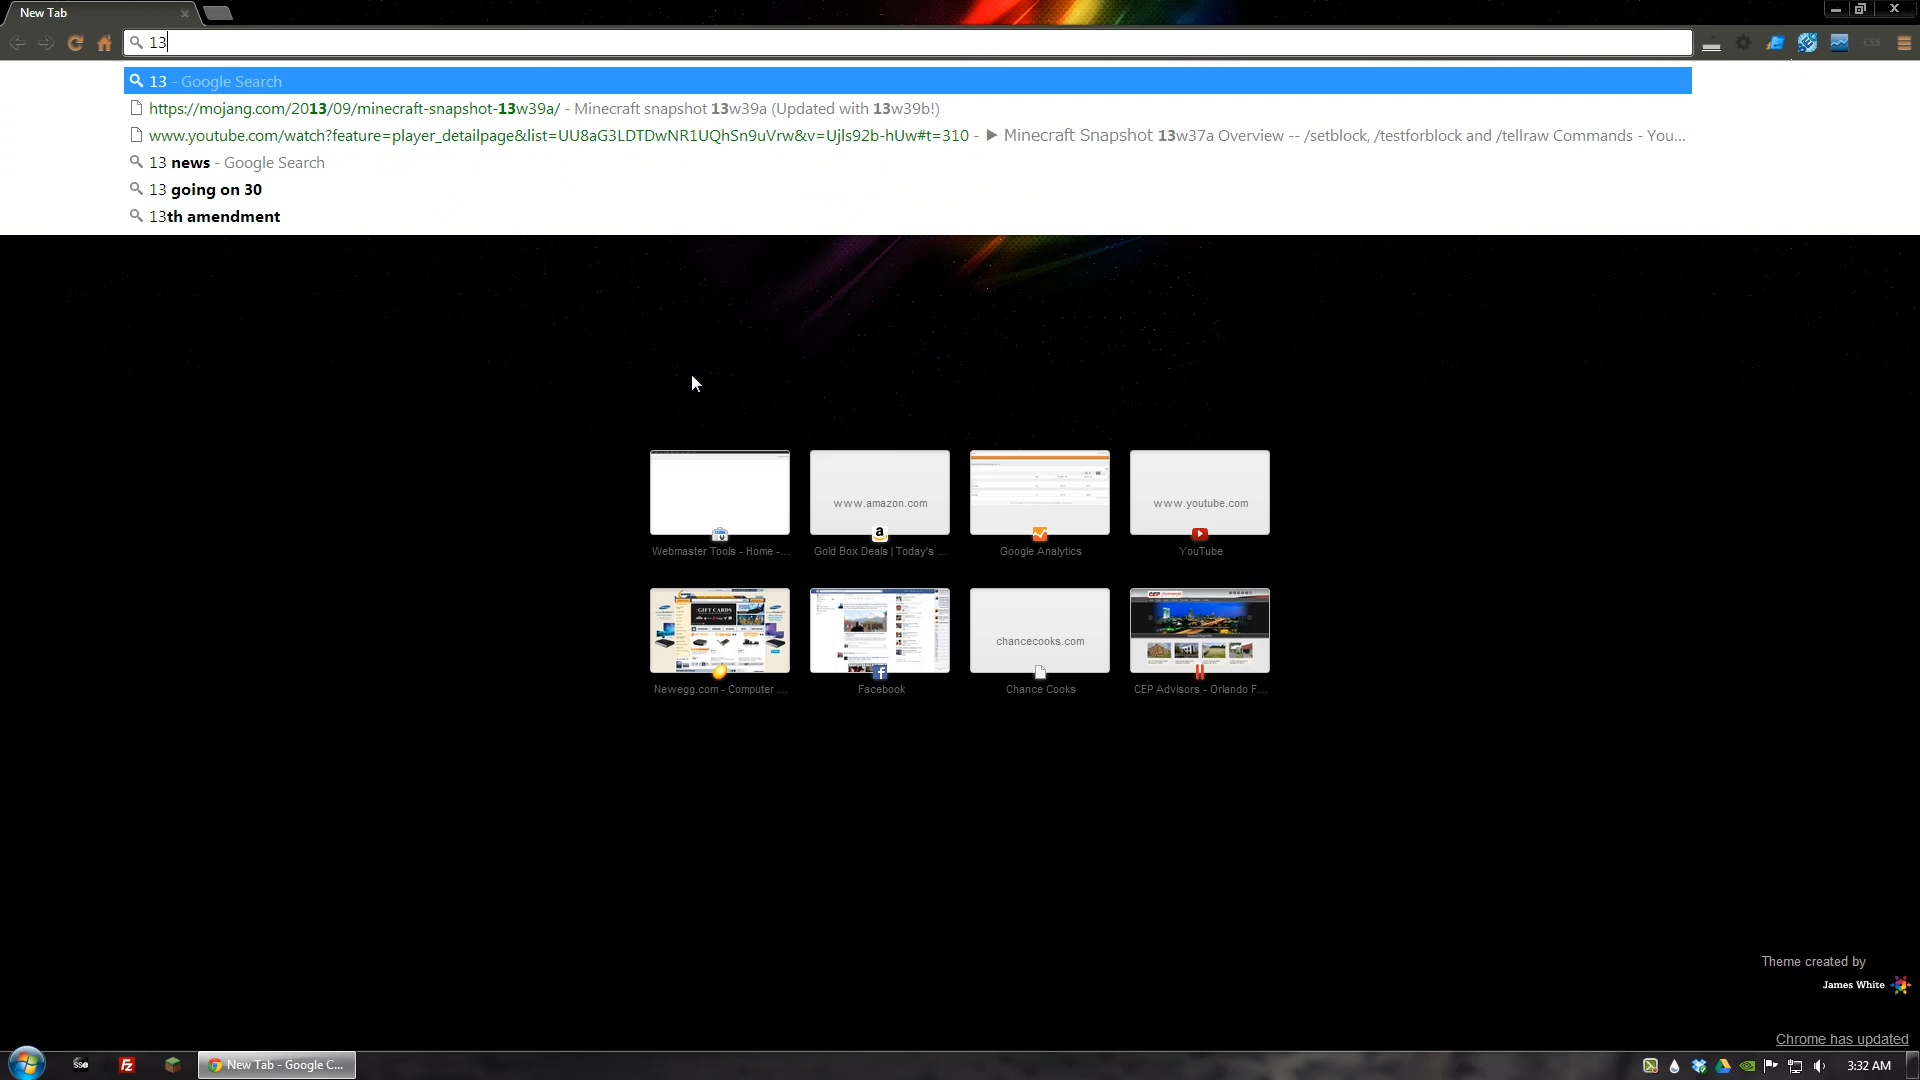 New Tab
13
13 - Google Search
https://mojang.com/2013/09/minecraft-snapshot-13w39a/ - Minecraft snapshot 13w39a (Updated with 13w39b!)
www.youtube.com/watch?feature=player_detailpage&list=UU8aG3LDTDwNR1UQhSn9uVrw&v=Ujls92b-hUw#t=310 - ▶ Minecraft Snapshot 13w37a Overview -- /setblock, /testforblock and /tellraw Commands - You...
13 news - Google Search
13 going on 30
13th amendment
www.amazon.com
www.youtube.com
Webmaster Tools - Home -...
Gold Box Deals | Today's ...
Google Analytics
YouTube
GIFT CARDS
chancecooks.com
Newegg.com - Computer ...
Facebook
Chance Cooks
CEP Advisors - Orlando F...
Theme created by
James White
Chrome has updated
New Tab - Google C...
3:32 AM